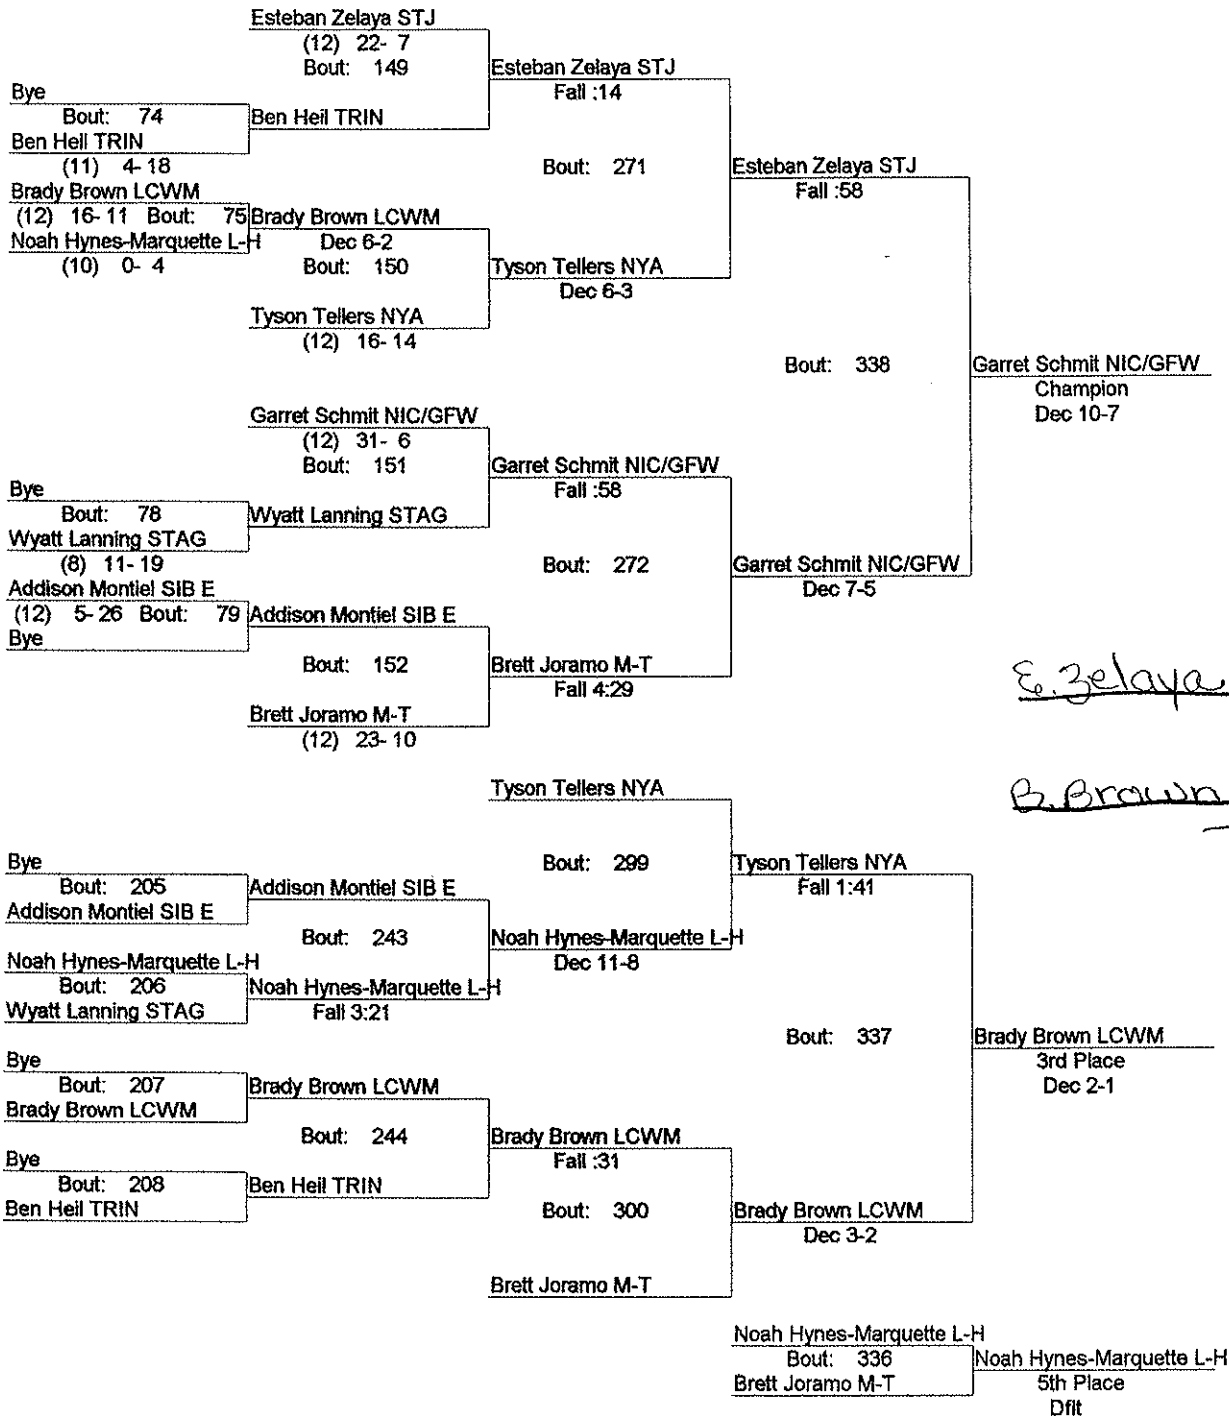 Esteban Zelaya STJ
(12) 22- 7
Bout: 149
Esteban Zelaya STJ
Fall :14
Bye
Bout: 74
Ben Heil TRIN
Ben Heil TRIN
(11) 4- 18
Bout: 271
Esteban Zelaya STJ
Fall :58
Brady Brown LCWM
(12) 16- 11 Bout: 75
Brady Brown LCWM
Noah Hynes-Marquette L-H
Dec 6-2
(10) 0- 4
Bout: 150
Tyson Tellers NYA
Dec 6-3
Tyson Tellers NYA
(12) 16- 14
Bout: 338
Garret Schmit NIC/GFW
Champion
Dec 10-7
Garret Schmit NIC/GFW
(12) 31- 6
Bout: 151
Garret Schmit NIC/GFW
Fall :58
Bye
Bout: 78
Wyatt Lanning STAG
Wyatt Lanning STAG
(8) 11- 19
Bout: 272
Garret Schmit NIC/GFW
Dec 7-5
Addison Montiel SIB E
(12) 5- 26 Bout: 79
Addison Montiel SIB E
Bye
Bout: 152
Brett Joramo M-T
Fall 4:29
Brett Joramo M-T
(12) 23- 10
E. Zelaya
Tyson Tellers NYA
B. Brown
Bout: 299
Tyson Tellers NYA
Fall 1:41
Bye
Bout: 205
Addison Montiel SIB E
Addison Montiel SIB E
Bout: 243
Noah Hynes-Marquette L-H
Dec 11-8
Noah Hynes-Marquette L-H
Bout: 206
Noah Hynes-Marquette L-H
Wyatt Lanning STAG
Fall 3:21
Bout: 337
Brady Brown LCWM
3rd Place
Dec 2-1
Bye
Bout: 207
Brady Brown LCWM
Brady Brown LCWM
Bout: 244
Brady Brown LCWM
Fall :31
Bye
Bout: 208
Ben Heil TRIN
Ben Heil TRIN
Bout: 300
Brady Brown LCWM
Dec 3-2
Brett Joramo M-T
Noah Hynes-Marquette L-H
Bout: 336
Noah Hynes-Marquette L-H
Brett Joramo M-T
5th Place
Dflt